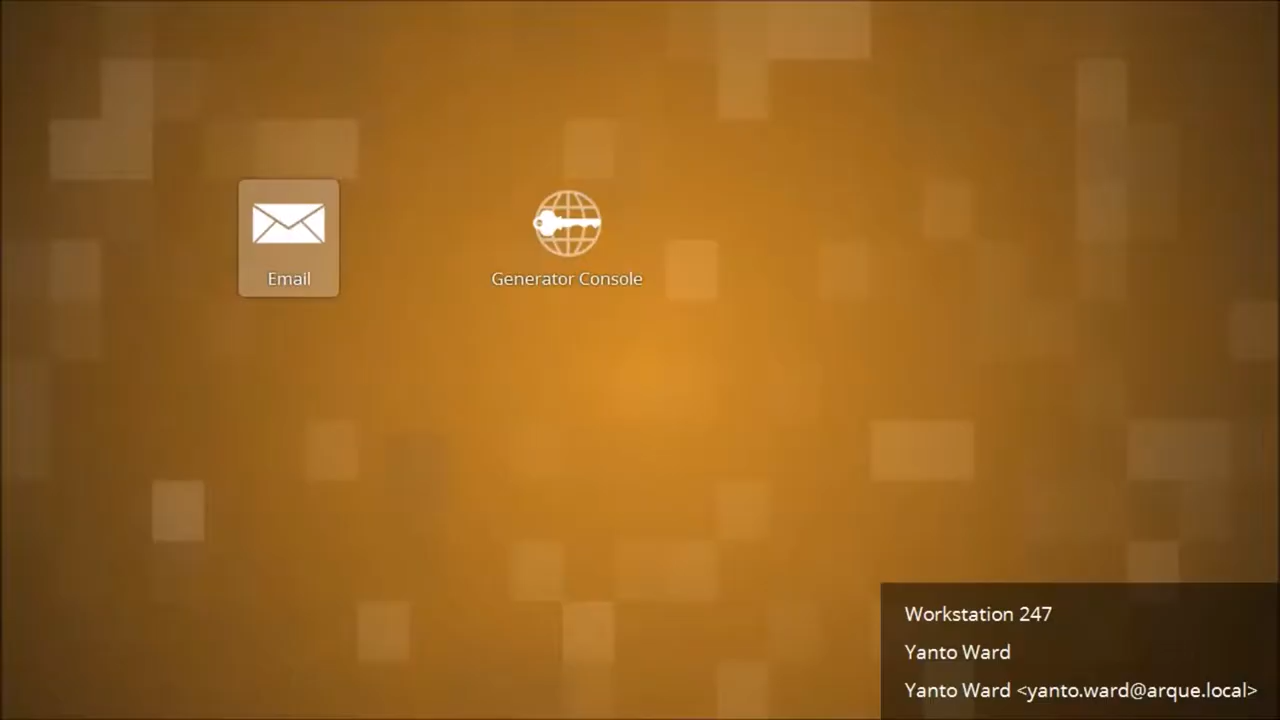 Email
Generator Console
Workstation 247
Yanto Ward
Yanto Ward <yanto.ward@arque.local>